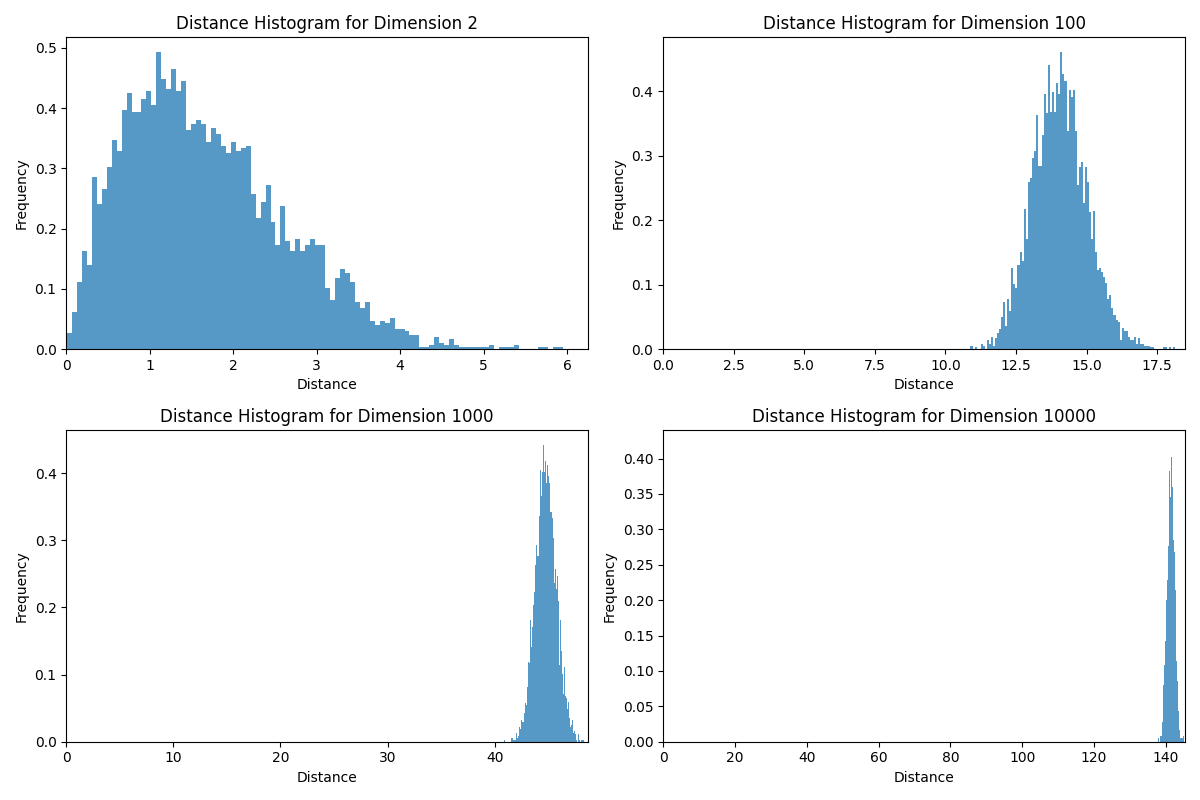 Distance Histogram for Dimension 2
0.5
0.4
0.3
0.2
0.1
0.0
Frequency
0 1 2 3 4 5 6
Distance
Distance Histogram for Dimension 100
0.4
0.3
0.2
0.1
0.0
Frequency
0.0 2.5 5.0 7.5 10.0 12.5 15.0 17.5
Distance
Distance Histogram for Dimension 1000
0.4
0.3
0.2
0.1
0.0
Frequency
0 10 20 30 40
Distance
Distance Histogram for Dimension 10000
0.40
0.35
0.30
0.25
0.20
0.15
0.10
0.05
0.00
Frequency
0 20 40 60 80 100 120 140
Distance